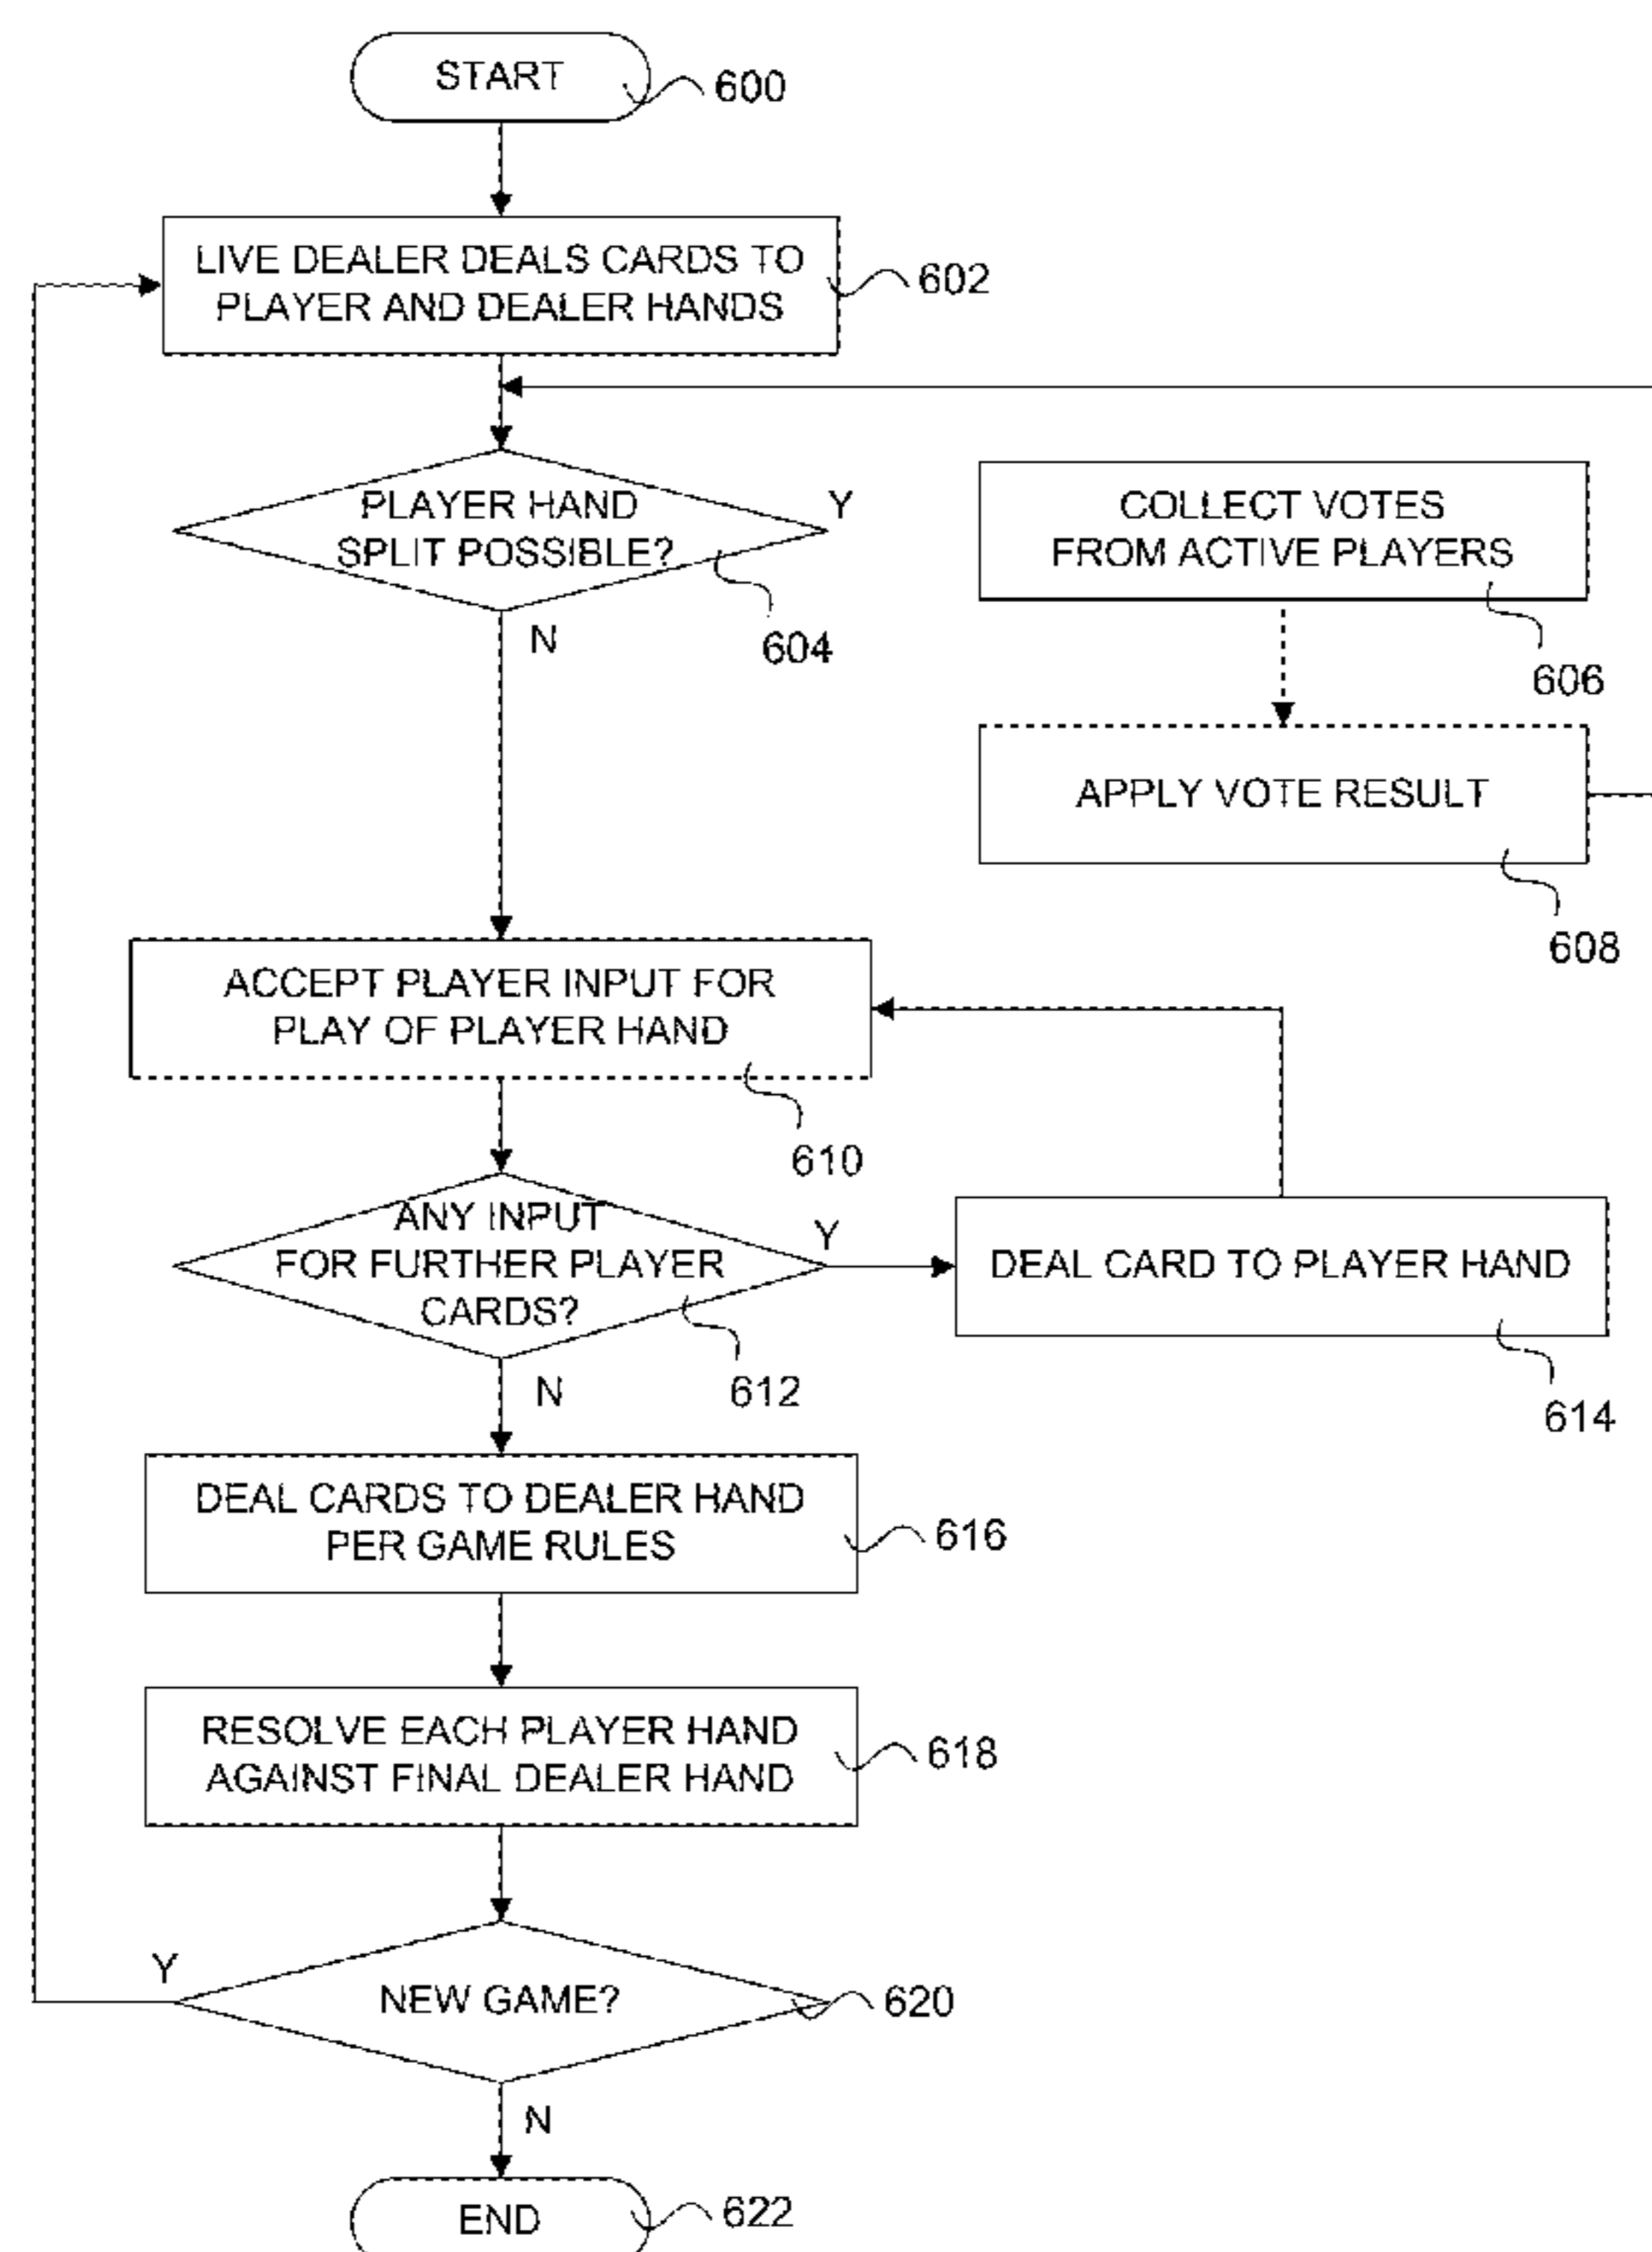 START
600
LIVE DEALER DEALS CARDS TO
PLAYER AND DEALER HANDS
602
PLAYER HAND
SPLIT POSSIBLE?
Y
604
N
COLLECT VOTES
FROM ACTIVE PLAYERS
606
APPLY VOTE RESULT
608
ACCEPT PLAYER INPUT FOR
PLAY OF PLAYER HAND
610
ANY INPUT
FOR FURTHER PLAYER
CARDS?
Y
612
N
DEAL CARD TO PLAYER HAND
614
DEAL CARDS TO DEALER HAND
PER GAME RULES
616
RESOLVE EACH PLAYER HAND
AGAINST FINAL DEALER HAND
618
Y
NEW GAME?
620
N
END
622